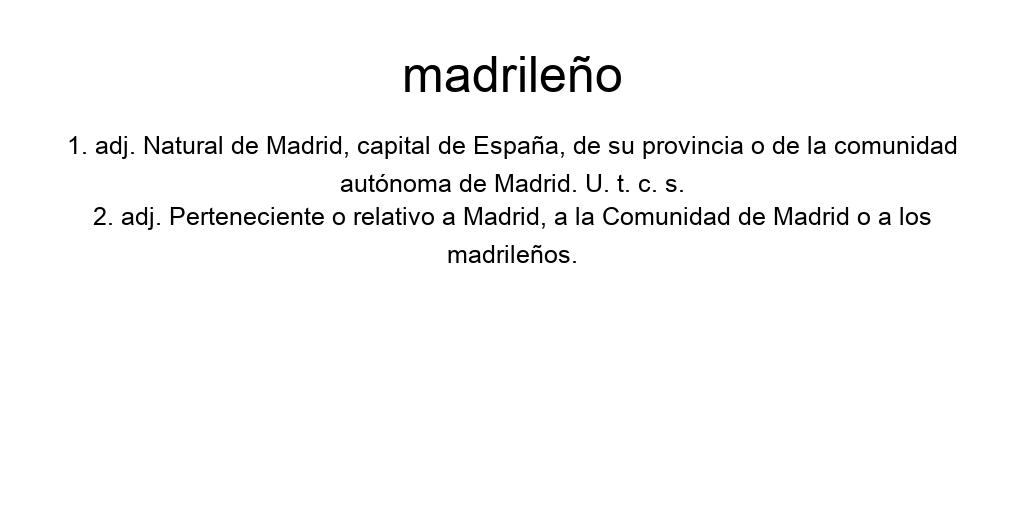 madrileño
1. adj. Natural de Madrid, capital de España, de su provincia o de la comunidad
autónoma de Madrid. U. t. c. s.
2. adj. Perteneciente o relativo a Madrid, a la Comunidad de Madrid o a los
madrileños.